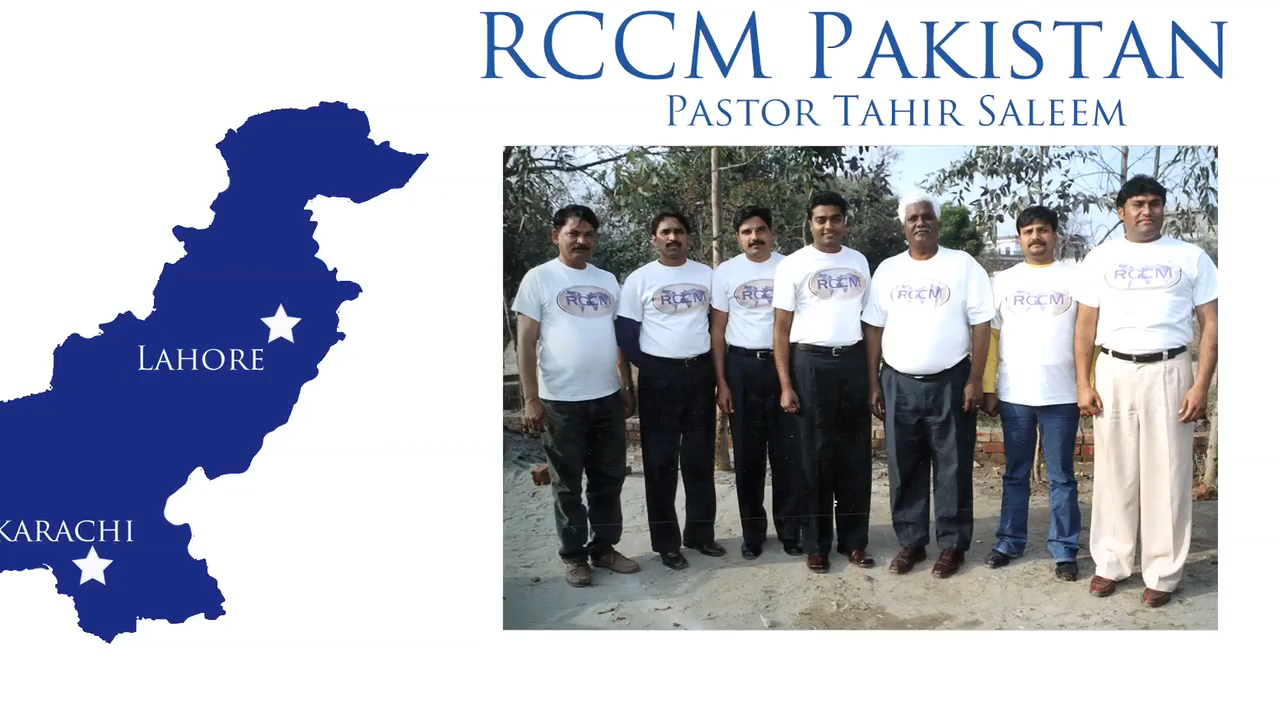 RCCM PAKISTAN
PASTOR TAHIR SALEEM
LAHORE
KARACHI
RCCM
RCCM
RCCM
RCCM
RCCM
RCCM
RCCM